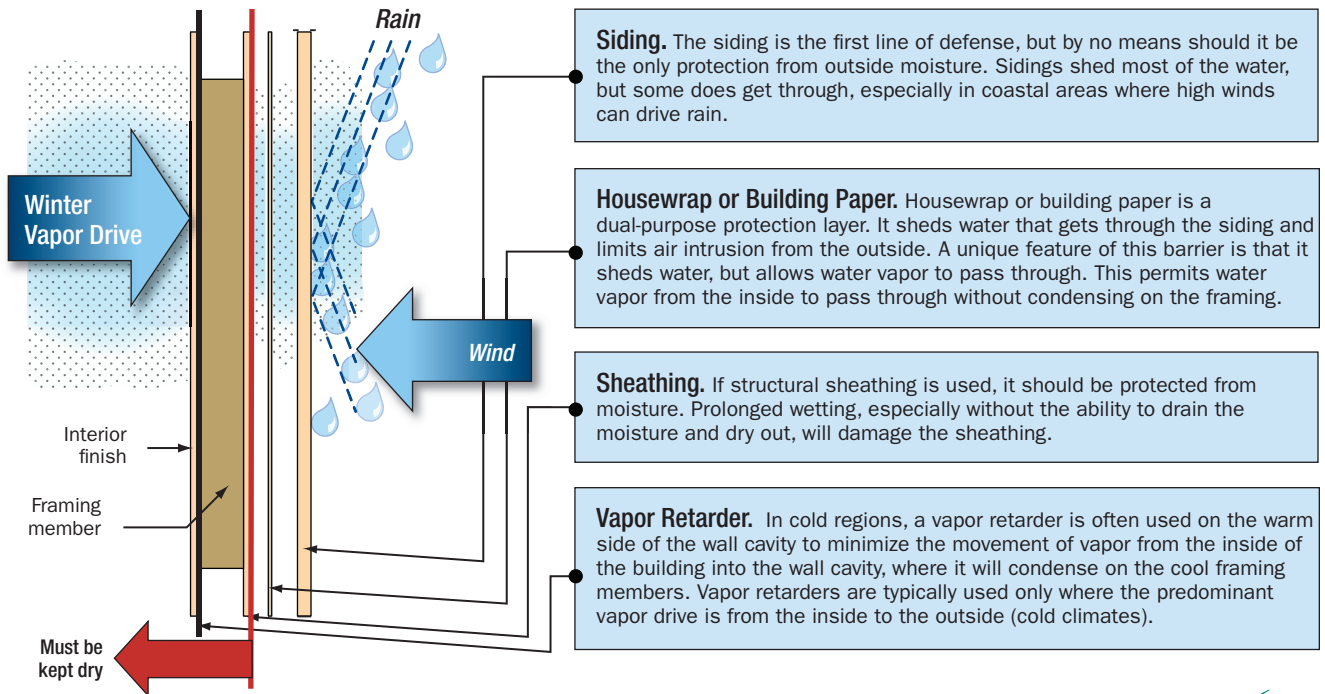 Rain
Winter
Vapor Drive
Wind
Interior
finish
Framing
member
Must be
kept dry
Siding. The siding is the first line of defense, but by no means should it be
the only protection from outside moisture. Sidings shed most of the water,
but some does get through, especially in coastal areas where high winds
can drive rain.
Housewrap or Building Paper. Housewrap or building paper is a
dual-purpose protection layer. It sheds water that gets through the siding and
limits air intrusion from the outside. A unique feature of this barrier is that it
sheds water, but allows water vapor to pass through. This permits water
vapor from the inside to pass through without condensing on the framing.
Sheathing. If structural sheathing is used, it should be protected from
moisture. Prolonged wetting, especially without the ability to drain the
moisture and dry out, will damage the sheathing.
Vapor Retarder. In cold regions, a vapor retarder is often used on the warm
side of the wall cavity to minimize the movement of vapor from the inside of
the building into the wall cavity, where it will condense on the cool framing
members. Vapor retarders are typically used only where the predominant
vapor drive is from the inside to the outside (cold climates).